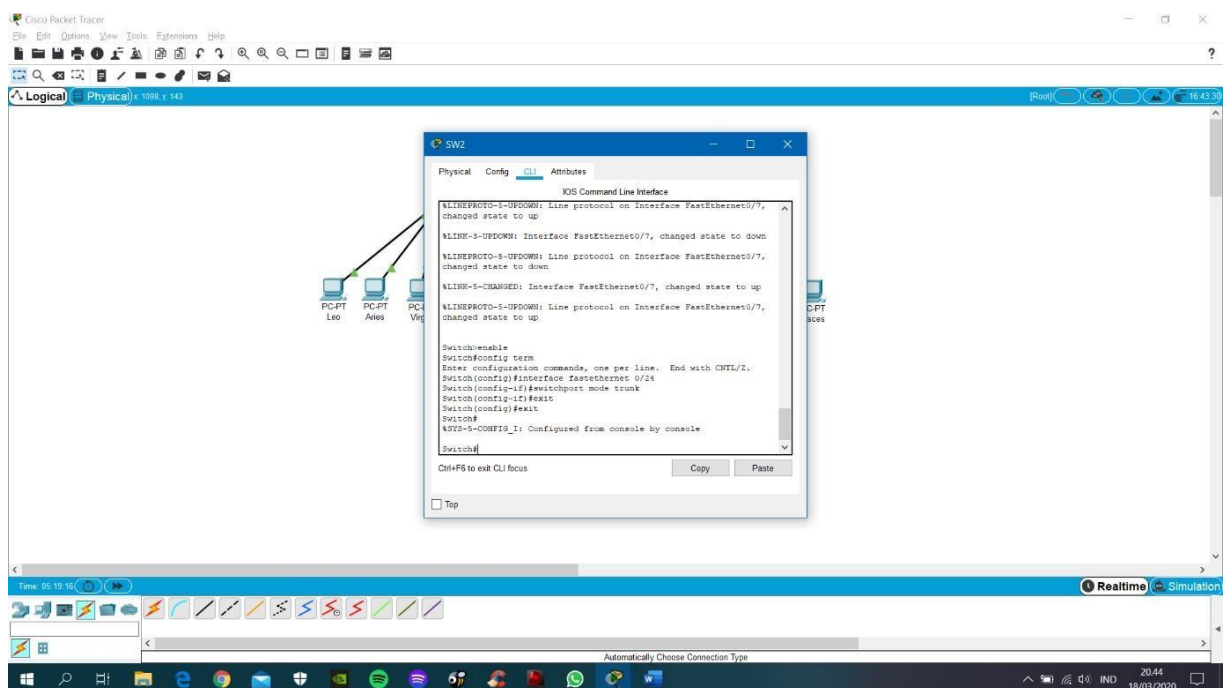 Cisco Packet Tracer
File Edit Options View Tools Extensions Help
?
Logical Physical x: 1098, y: 143 [Root] 16:43:30
SW2
Physical Config CLI Attributes
IOS Command Line Interface
%LINEPROTO-5-UPDOWN: Line protocol on Interface FastEthernet0/7,
changed state to up
%LINK-3-UPDOWN: Interface FastEthernet0/7, changed state to down
%LINEPROTO-5-UPDOWN: Line protocol on Interface FastEthernet0/7,
changed state to down
%LINK-5-CHANGED: Interface FastEthernet0/7, changed state to up
%LINEPROTO-5-UPDOWN: Line protocol on Interface FastEthernet0/7,
changed state to up
Switch>enable
Switch#config term
Enter configuration commands, one per line. End with CNTL/Z.
Switch(config)#interface fastethernet 0/24
Switch(config-if)#switchport mode trunk
Switch(config-if)#exit
Switch(config)#exit
Switch#
%SYS-5-CONFIG_I: Configured from console by console
Switch#
Ctrl+F6 to exit CLI focus Copy Paste
Top
PC-PT PC-PT
Leo Aries
Time: 05:19:16 Realtime Simulation
Automatically Choose Connection Type
IND 20.44
18/03/2020